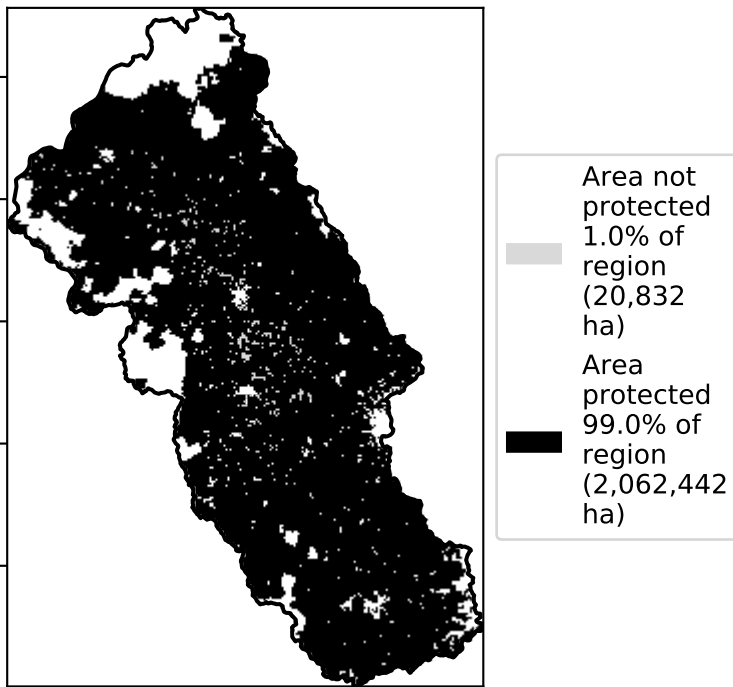 Area not
protected
1.0% of
region
(20,832
ha)
Area
protected
99.0% of
region
(2,062,442
ha)